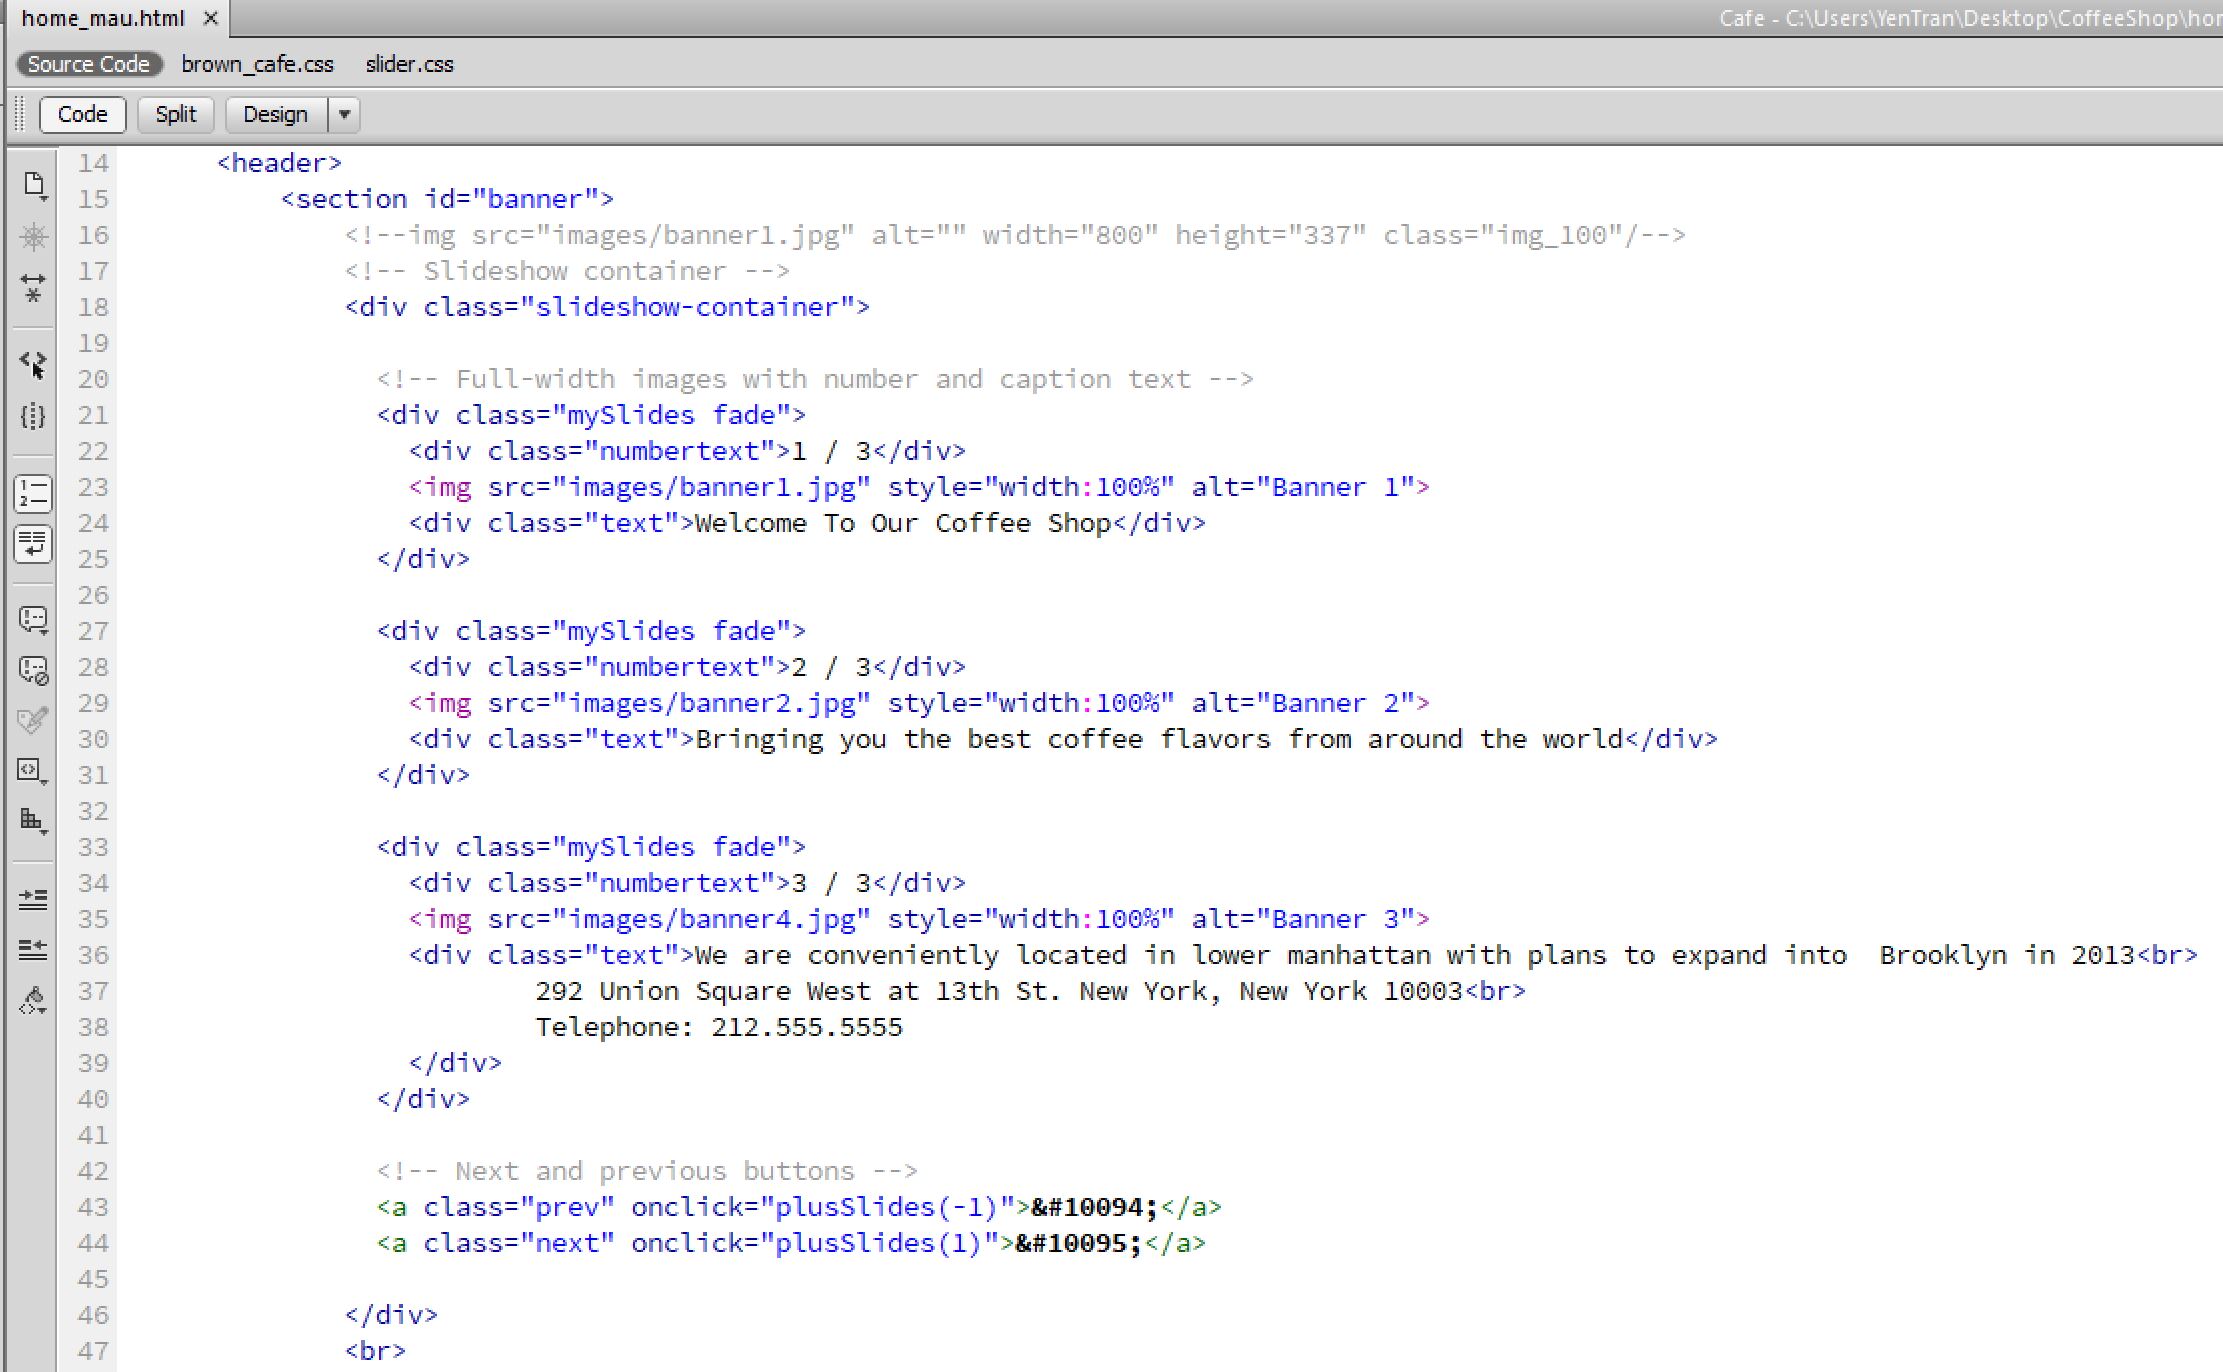 home_mau.html ×
Cafe - C:\Users\YenTran\Desktop\CoffeeShop\hor
Source Code brown_cafe.css slider.css
Code Split Design
14 <header>
15 <section id="banner">
16 <!--img src="images/banner1.jpg" alt="" width="800" height="337" class="img_100"/-->
17 <!-- Slideshow container -->
18 <div class="slideshow-container">
19
20 <!-- Full-width images with number and caption text -->
21 <div class="mySlides fade">
22 <div class="numbertext">1 / 3</div>
23 <img src="images/banner1.jpg" style="width:100%" alt="Banner 1">
24 <div class="text">Welcome To Our Coffee Shop</div>
25 </div>
26
27 <div class="mySlides fade">
28 <div class="numbertext">2 / 3</div>
29 <img src="images/banner2.jpg" style="width:100%" alt="Banner 2">
30 <div class="text">Bringing you the best coffee flavors from around the world</div>
31 </div>
32
33 <div class="mySlides fade">
34 <div class="numbertext">3 / 3</div>
35 <img src="images/banner4.jpg" style="width:100%" alt="Banner 3">
36 <div class="text">We are conveniently located in lower manhattan with plans to expand into  Brooklyn in 2013<br>
37 292 Union Square West at 13th St. New York, New York 10003<br>
38 Telephone: 212.555.5555
39 </div>
40 </div>
41
42 <!-- Next and previous buttons -->
43 <a class="prev" onclick="plusSlides(-1)">&#10094;</a>
44 <a class="next" onclick="plusSlides(1)">&#10095;</a>
45
46 </div>
47 <br>